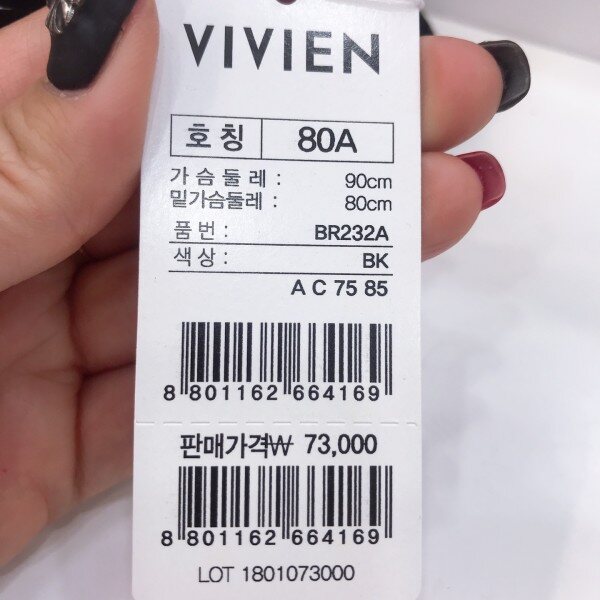 VIVIEN
호 칭 80A
가 슴 둘 레 : 90cm
밑가슴둘레 : 80cm
품 번 : BR232A
색 상 : BK
A C 75 85
8 801162 664169
판매가격₩ 73,000
8 801162 664169
LOT 1801073000